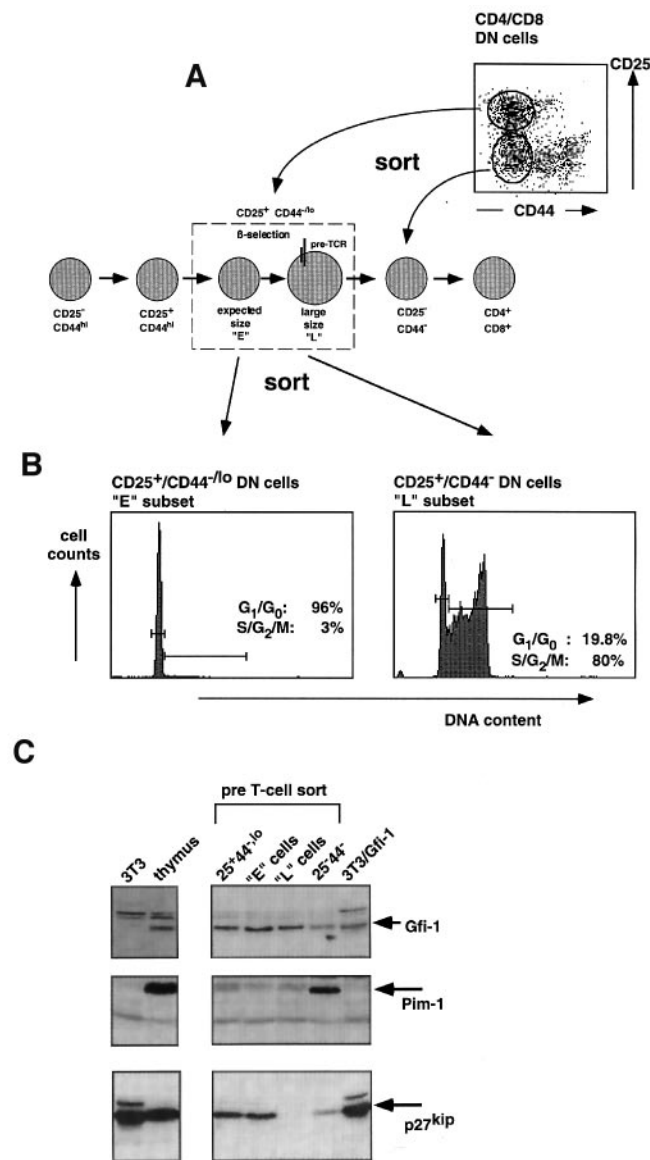 A
CD4/CD8
DN cells
CD25
sort
CD44
CD25+ CD44-/lo
ß-selection
pre-TCR
CD25-
CD44hi
CD25+
CD44hi
expected
size
"E"
large
size
"L"
CD25-
CD44-
CD4+
CD8+
sort
B
CD25+/CD44-/lo DN cells
"E" subset
CD25+/CD44- DN cells
"L" subset
cell
counts
G1/G0: 96%
S/G2/M: 3%
G1/G0 : 19.8%
S/G2/M: 80%
DNA content
C
pre T-cell sort
3T3
thymus
25+44-,lo
"E" cells
"L" cells
25-44-
3T3/Gfi-1
Gfi-1
Pim-1
p27kip